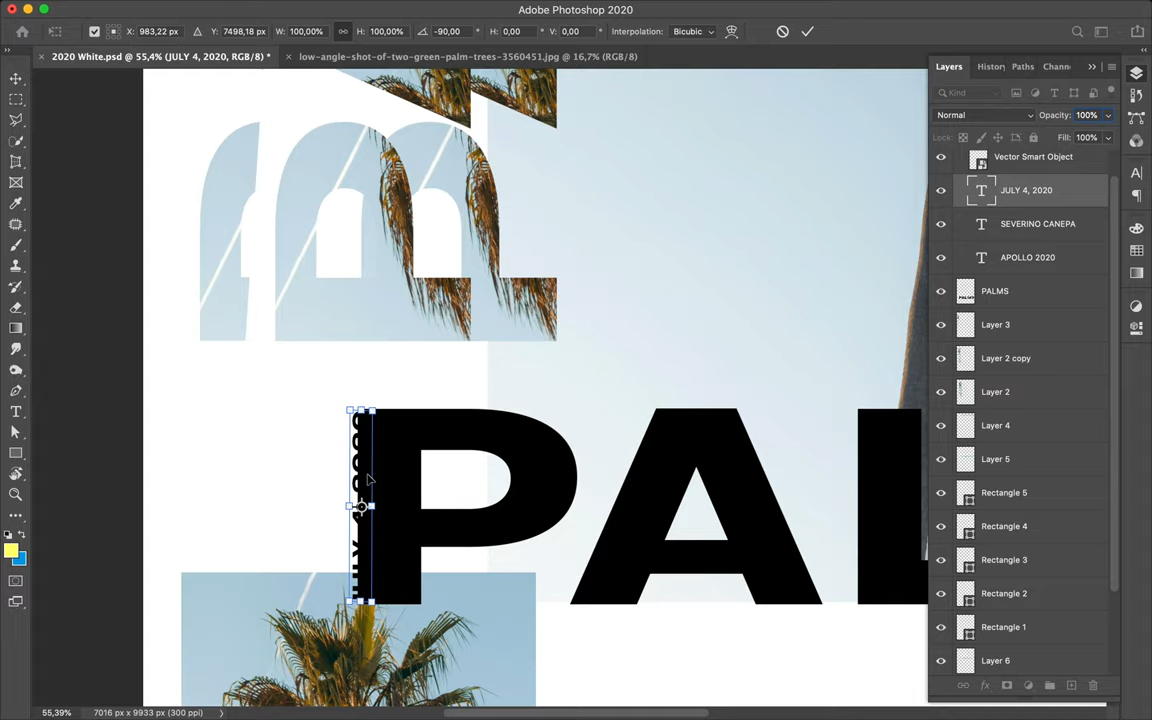 Adobe Photoshop 2020
X: 983,22 px Y: 7498,18 px W: 100,00% H: 100,00% -90,00 ° H: 0,00 ° V: 0,00 ° Interpolation: Bicubic
2020 White.psd @ 55,4% (JULY 4, 2020, RGB/8) *
low-angle-shot-of-two-green-palm-trees-3560451.jpg @ 16,7% (RGB/8)
Layers History Paths Chann
Kind
Normal Opacity: 100%
Lock: Fill: 100%
Vector Smart Object
T JULY 4, 2020
T SEVERINO CANEPA
T APOLLO 2020
PALMS
Layer 3
Layer 2 copy
Layer 2
Layer 4
Layer 5
Rectangle 5
Rectangle 4
Rectangle 3
Rectangle 2
Rectangle 1
Layer 6
JULY 4, 2020
PAL
55,39% 7016 px x 9933 px (300 ppi)